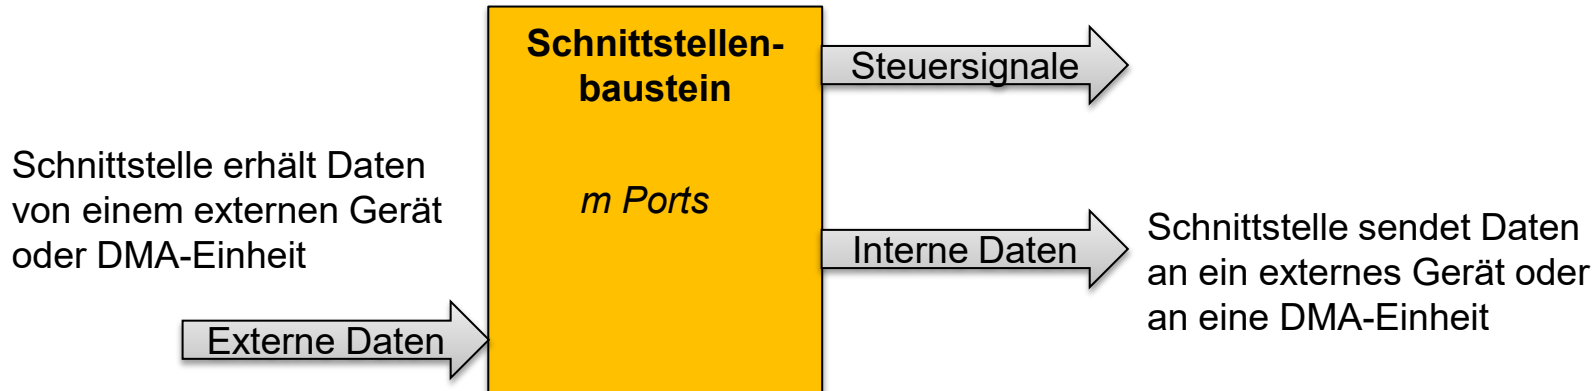 Schnittstellen-
baustein
m Ports
Steuersignale
Schnittstelle erhält Daten
von einem externen Gerät
oder DMA-Einheit
Externe Daten
Interne Daten
Schnittstelle sendet Daten
an ein externes Gerät oder
an eine DMA-Einheit